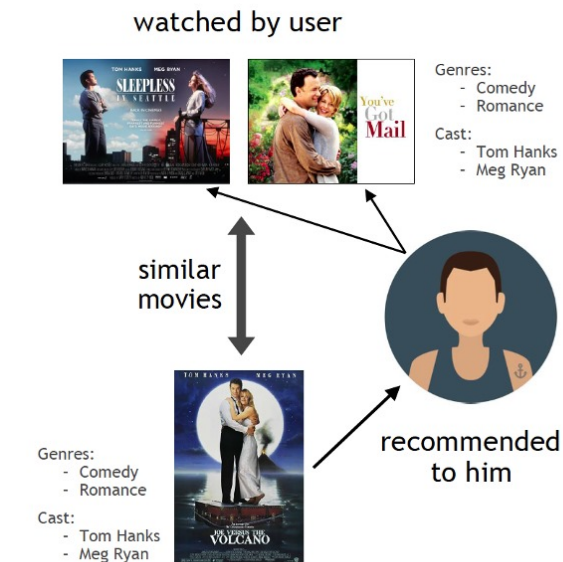 watched by user
TOM HANKS MEG RYAN
SLEEPLESS
IN SEATTLE
You've
Got
Mail
Genres:
- Comedy
- Romance
Cast:
- Tom Hanks
- Meg Ryan
similar
movies
TOM HANKS MEG RYAN
JOE VERSUS THE
VOLCANO
recommended
to him
Genres:
- Comedy
- Romance
Cast:
- Tom Hanks
- Meg Ryan